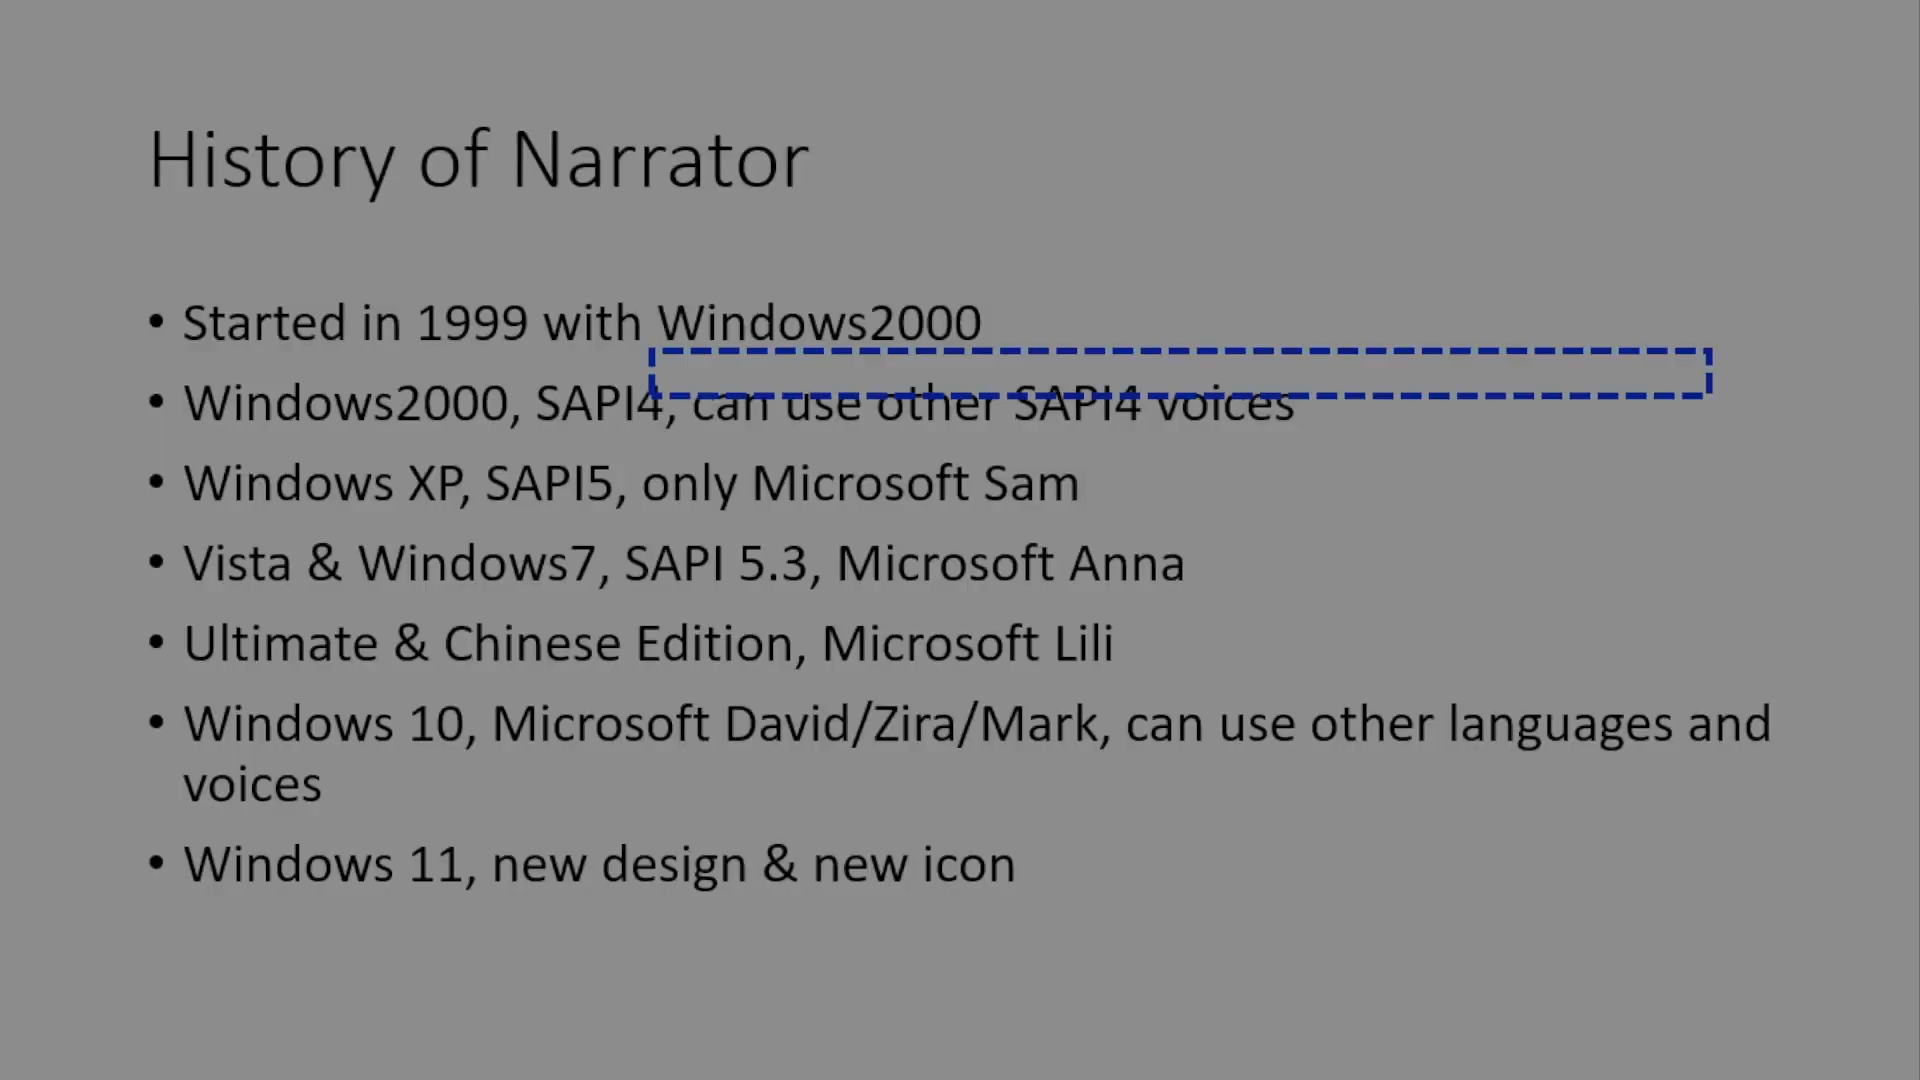 History of Narrator
• Started in 1999 with Windows2000
• Windows2000, SAPI4, can use other SAPI4 voices
• Windows XP, SAPI5, only Microsoft Sam
• Vista & Windows7, SAPI 5.3, Microsoft Anna
• Ultimate & Chinese Edition, Microsoft Lili
• Windows 10, Microsoft David/Zira/Mark, can use other languages and
voices
• Windows 11, new design & new icon